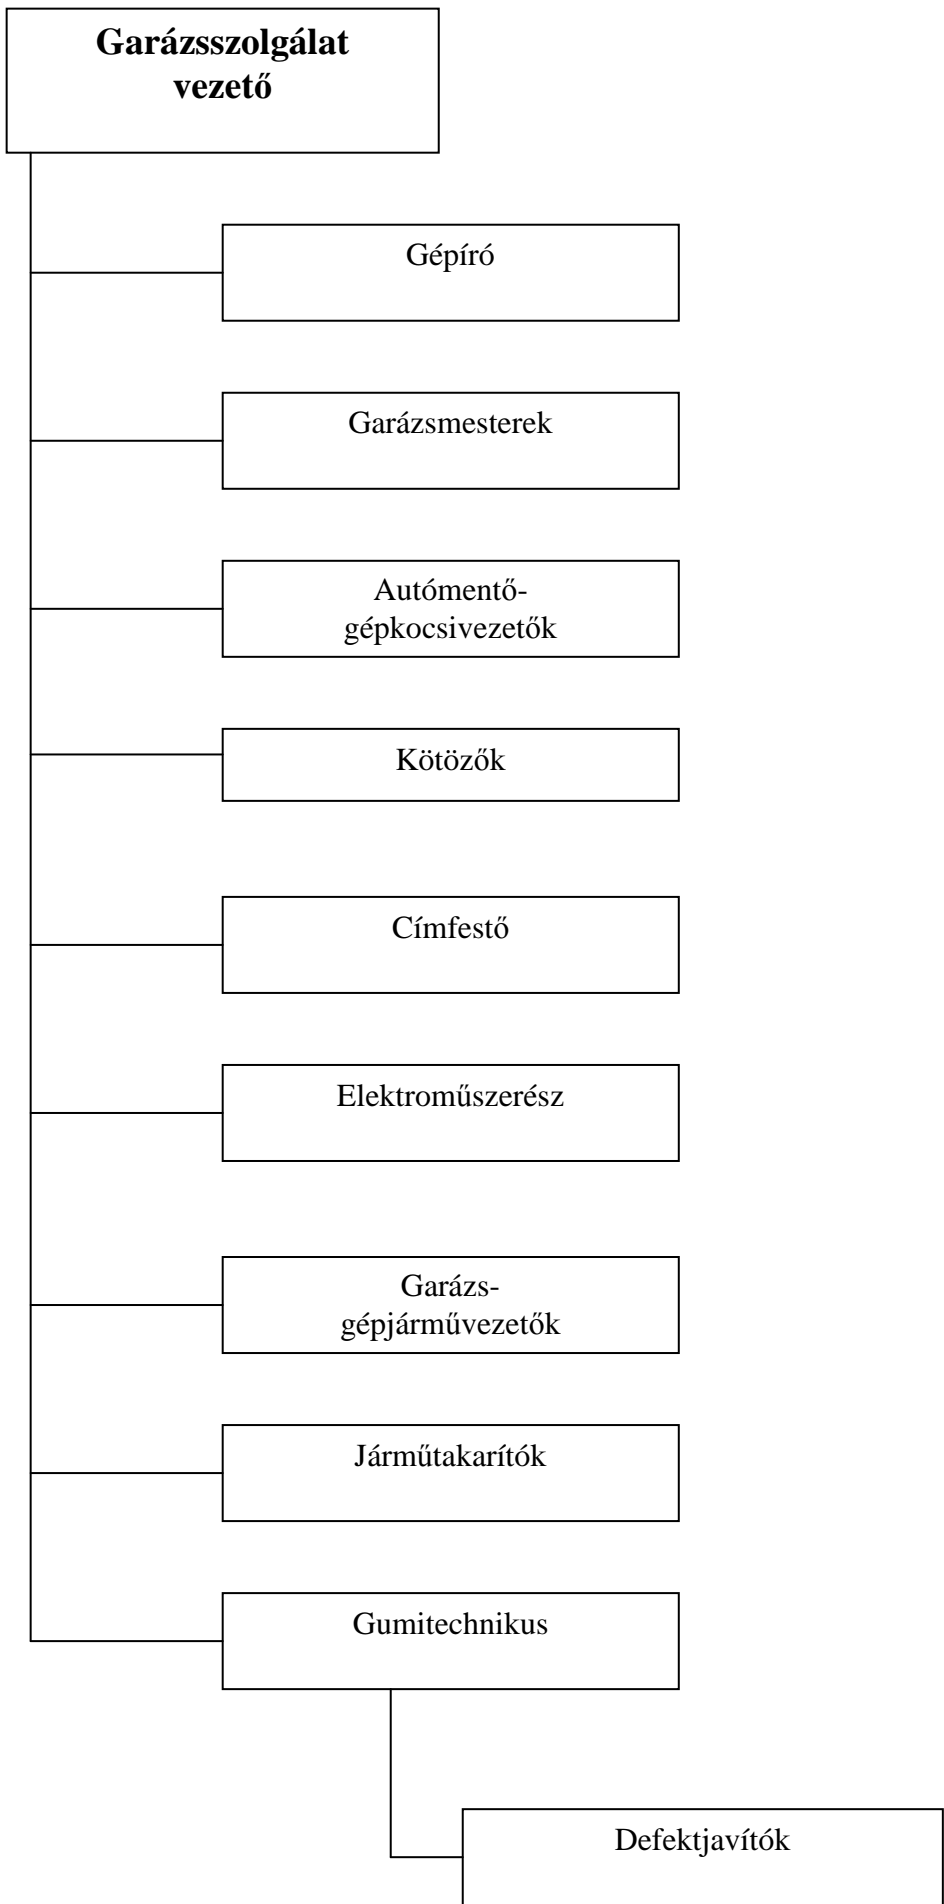 Garázsszolgálat
vezető
Gépíró
Garázsmesterek
Autómentő-
gépkocsivezetők
Kötözők
Címfestő
Elektroműszerész
Garázs-
gépjárművezetők
Járműtakarítók
Gumitechnikus
Defektjavítók